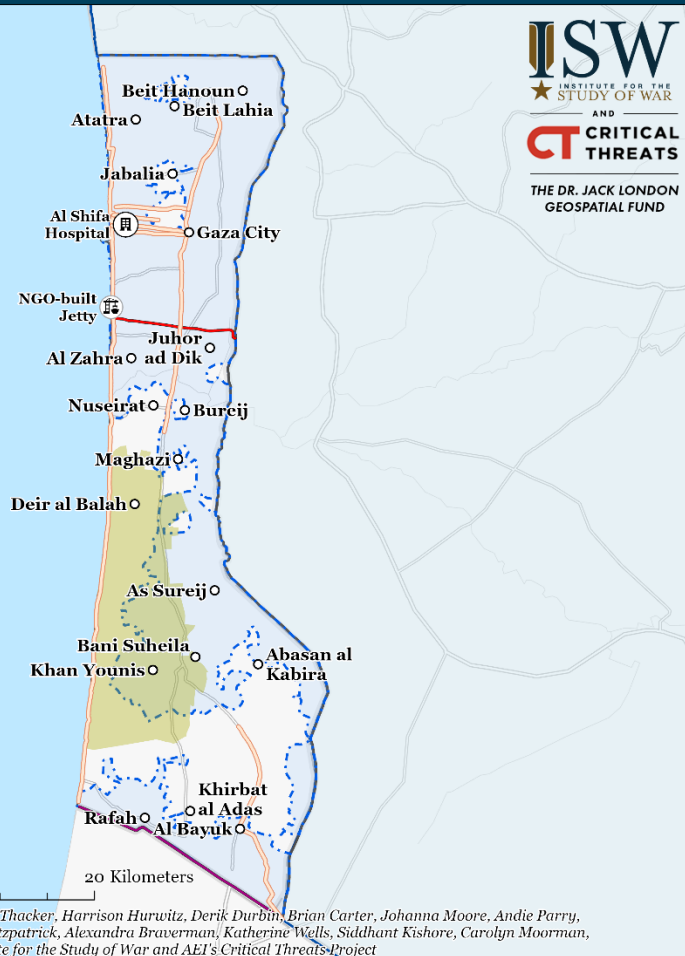 ISW
INSTITUTE FOR THE
STUDY OF WAR
AND
CT CRITICAL
THREATS
THE DR. JACK LONDON
GEOSPATIAL FUND
Beit Hanoun
Beit Lahia
Atatra
Jabalia
Al Shifa
Hospital
Gaza City
NGO-built
Jetty
Juhor
ad Dik
Al Zahra
Nuseirat
Bureij
Maghazi
Deir al Balah
As Sureij
Bani Suheila
Khan Younis
Abasan al
Kabira
Khirbat
al Adas
Rafah
Al Bayuk
20 Kilometers
Thacker, Harrison Hurwitz, Derik Durbin, Brian Carter, Johanna Moore, Andie Parry,
tzpatrick, Alexandra Braverman, Katherine Wells, Siddhant Kishore, Carolyn Moorman,
te for the Study of War and AEI's Critical Threats Project